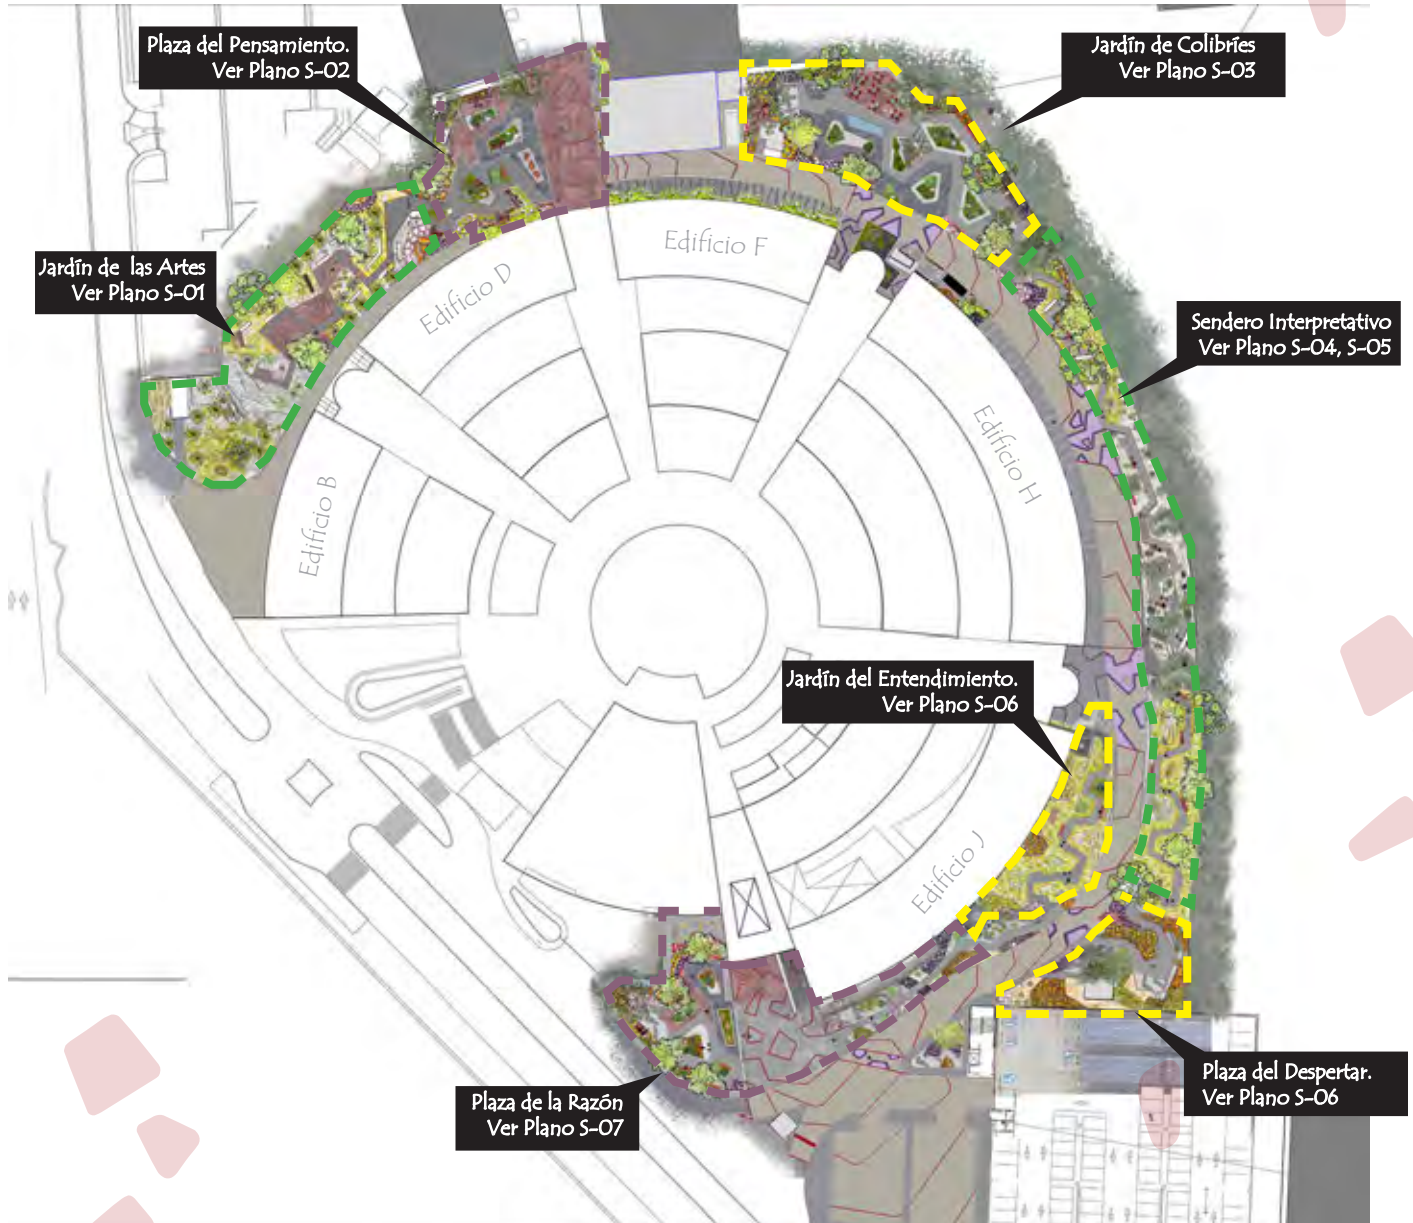 Plaza del Pensamiento.
Ver Plano S-02
Jardín de Colibríes
Ver Plano S-03
Jardín de las Artes
Ver Plano S-01
Edificio D
Edificio F
Sendero Interpretativo
Ver Plano S-04, S-05
Edificio B
Edificio H
Jardín del Entendimiento.
Ver Plano S-06
Edificio J
Plaza de la Razón
Ver Plano S-07
Plaza del Despertar.
Ver Plano S-06